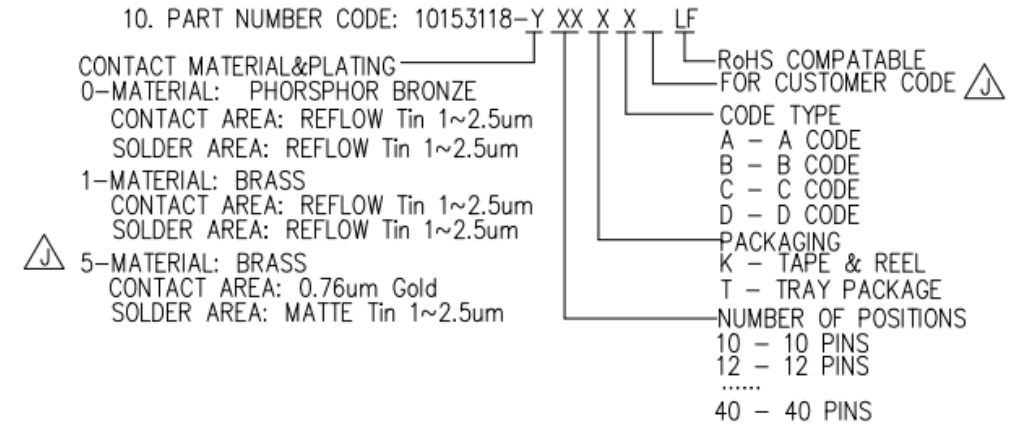 10. PART NUMBER CODE: 10153118-Y XX X X _ LF
CONTACT MATERIAL&PLATING
0-MATERIAL: PHORSPHOR BRONZE
CONTACT AREA: REFLOW Tin 1~2.5um
SOLDER AREA: REFLOW Tin 1~2.5um
1-MATERIAL: BRASS
CONTACT AREA: REFLOW Tin 1~2.5um
SOLDER AREA: REFLOW Tin 1~2.5um
J
5-MATERIAL: BRASS
CONTACT AREA: 0.76um Gold
SOLDER AREA: MATTE Tin 1~2.5um
RoHS COMPATABLE
FOR CUSTOMER CODE J
CODE TYPE
A - A CODE
B - B CODE
C - C CODE
D - D CODE
PACKAGING
K - TAPE & REEL
T - TRAY PACKAGE
NUMBER OF POSITIONS
10 - 10 PINS
12 - 12 PINS
......
40 - 40 PINS